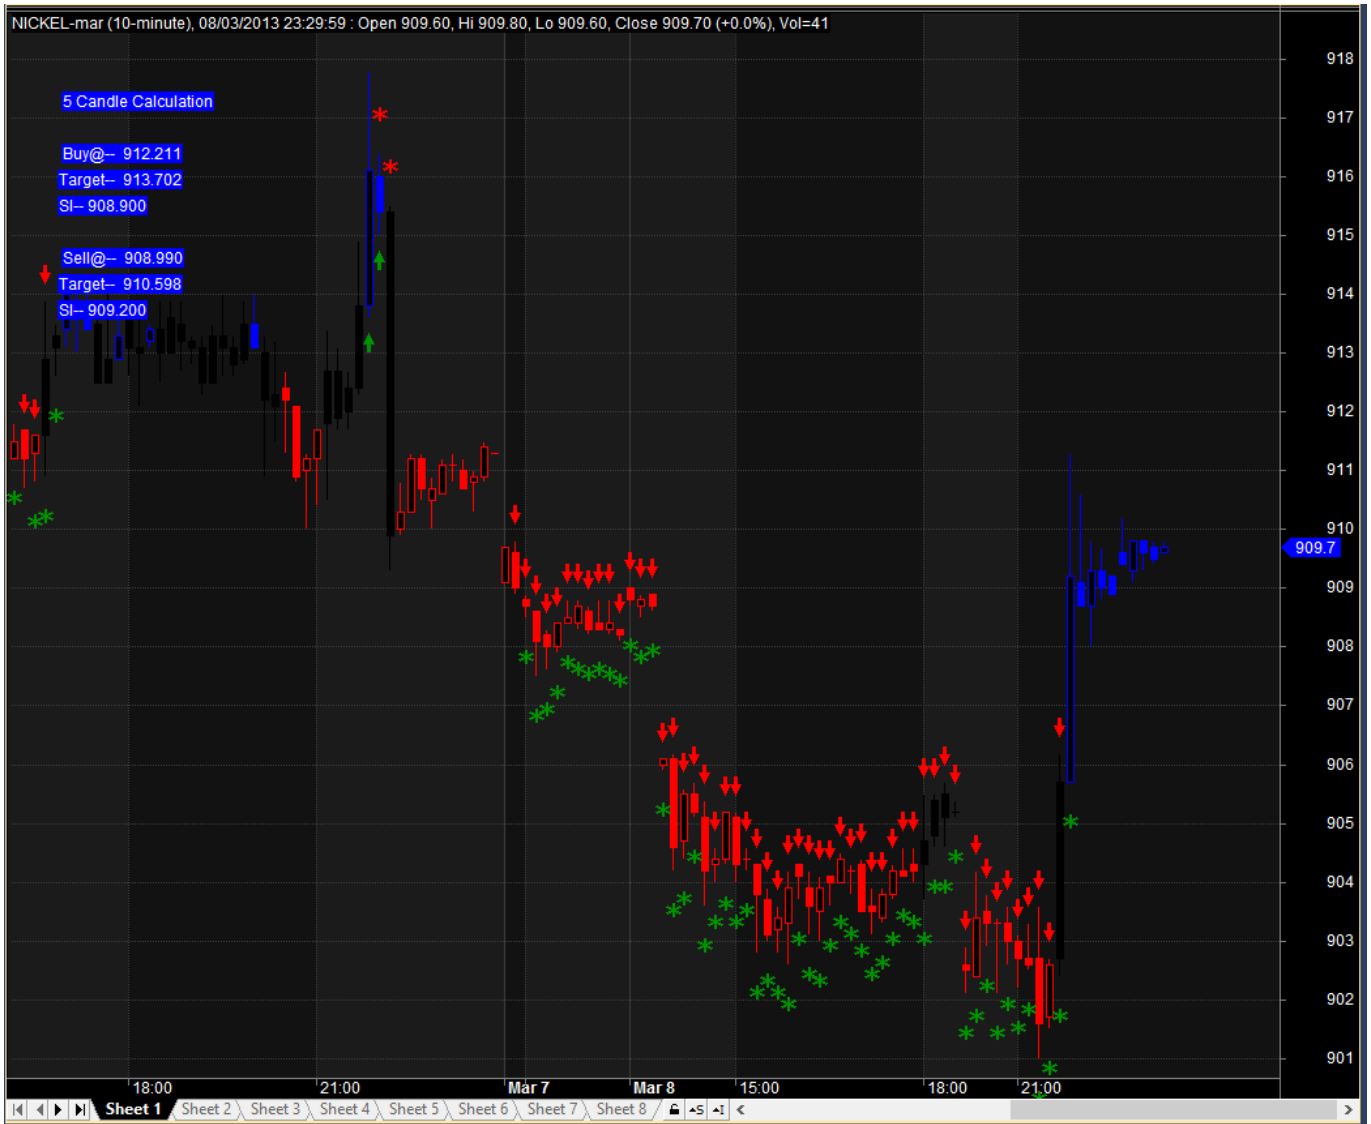 NICKEL-mar (10-minute), 08/03/2013 23:29:59 : Open 909.60, Hi 909.80, Lo 909.60, Close 909.70 (+0.0%), Vol=41
5 Candle Calculation
Buy@-- 912.211
Target-- 913.702
Sl-- 908.900
Sell@-- 908.990
Target-- 910.598
Sl-- 909.200
918
917
916
915
914
913
912
911
910
909.7
909
908
907
906
905
904
903
902
901
18:00 21:00 Mar 7 Mar 8 15:00 18:00 21:00
Sheet 1 Sheet 2 Sheet 3 Sheet 4 Sheet 5 Sheet 6 Sheet 7 Sheet 8 S I